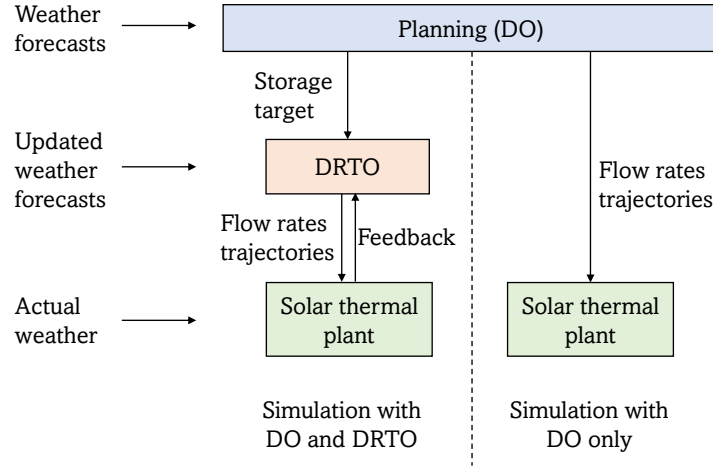 Weather
forecasts
Planning (DO)
Storage
target
Updated
weather
forecasts
DRTO
Flow rates
trajectories
Flow rates
trajectories
Feedback
Actual
weather
Solar thermal
plant
Solar thermal
plant
Simulation with
DO and DRTO
Simulation with
DO only